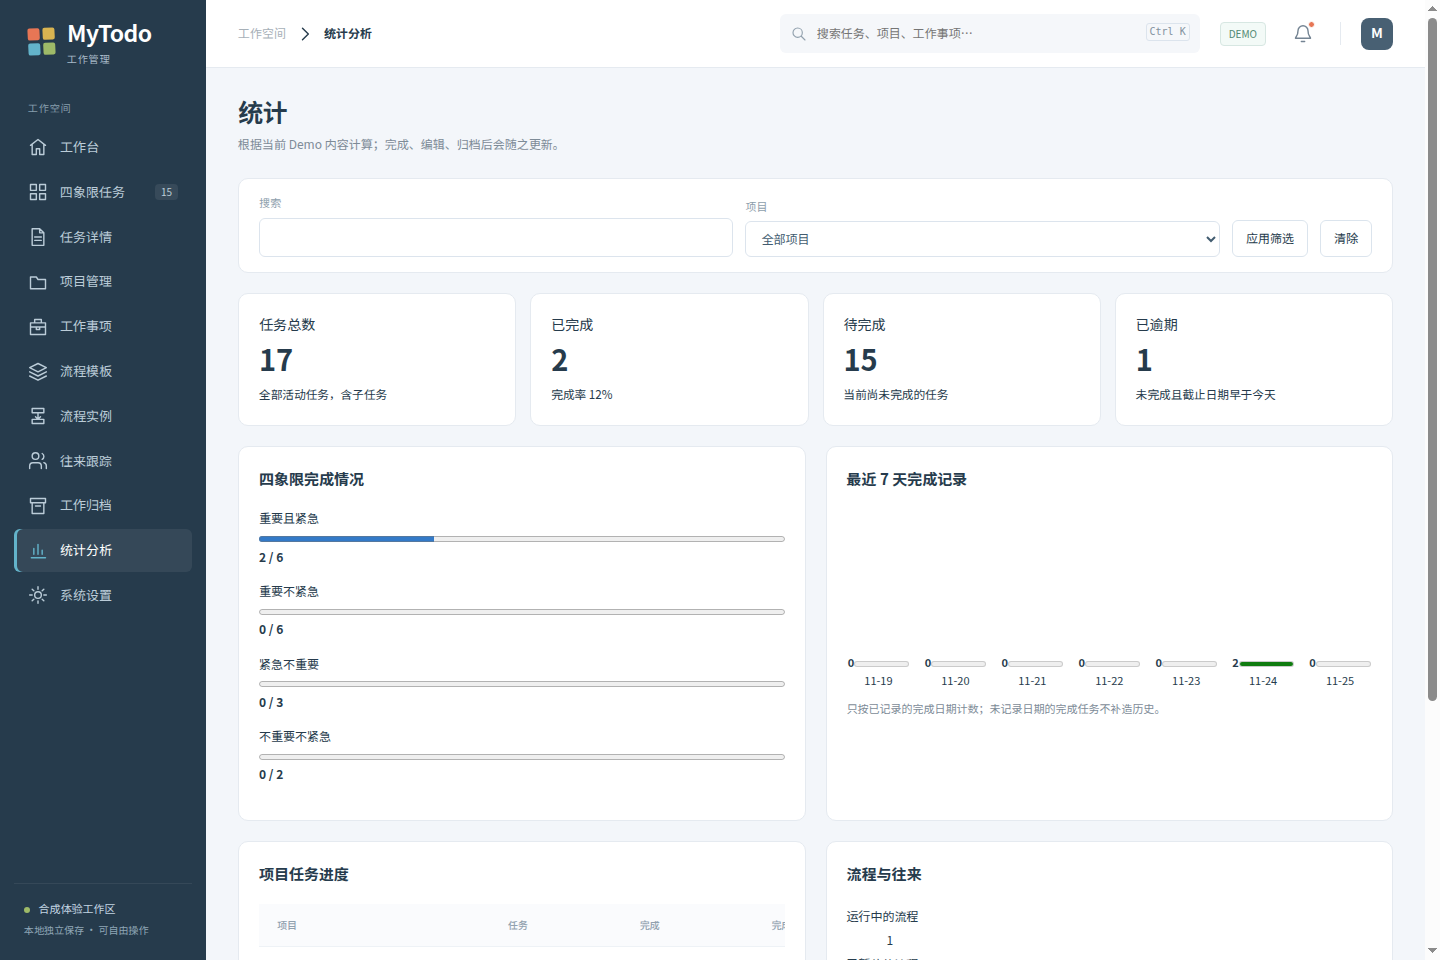 MyTodo
工作管理
工作空间
工作台
四象限任务 15
任务详情
项目管理
工作事项
流程模板
流程实例
往来跟踪
工作归档
统计分析
系统设置
合成体验工作区
本地独立保存 · 可自由操作
工作空间 > 统计分析
搜索任务、项目、工作事项… Ctrl K
DEMO
M
统计
根据当前 Demo 内容计算；完成、编辑、归档后会随之更新。
搜索
项目
全部项目
应用筛选 清除
任务总数
17
全部活动任务，含子任务
已完成
2
完成率 12%
待完成
15
当前尚未完成的任务
已逾期
1
未完成且截止日期早于今天
四象限完成情况
重要且紧急
2 / 6
重要不紧急
0 / 6
紧急不重要
0 / 3
不重要不紧急
0 / 2
最近 7 天完成记录
0 0 0 0 0 2 0
11-19 11-20 11-21 11-22 11-23 11-24 11-25
只按已记录的完成日期计数；未记录日期的完成任务不补造历史。
项目任务进度
项目 任务 完成
流程与往来
运行中的流程
1